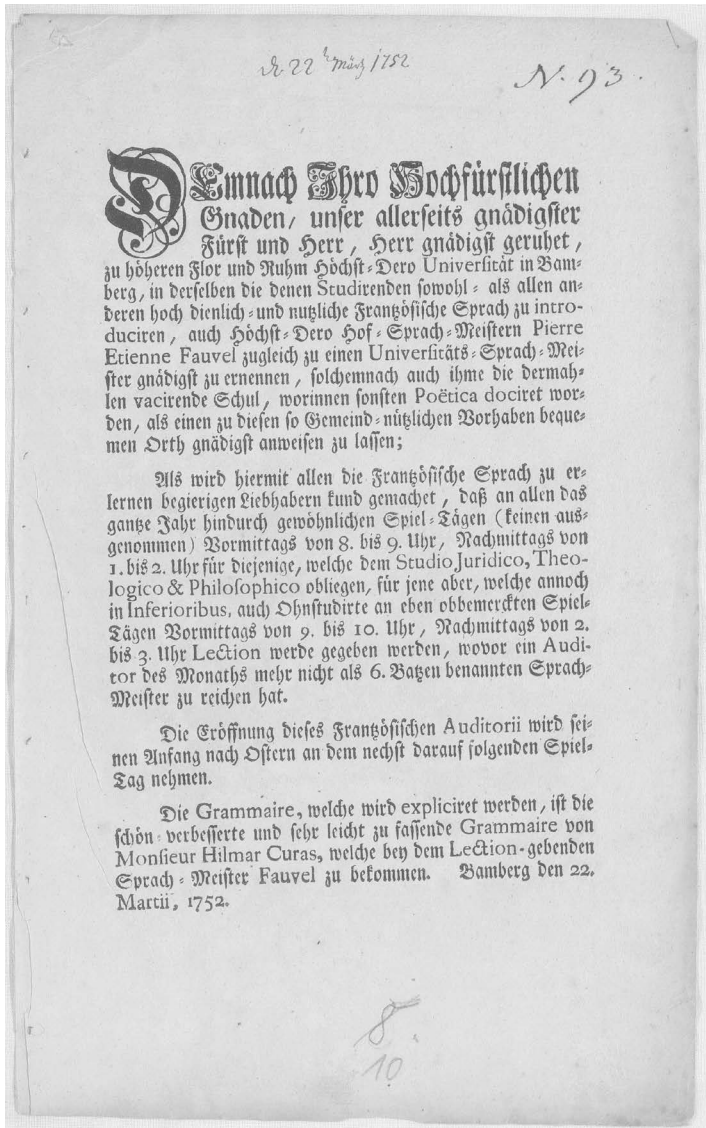 d. 22 März 1752
N. 93.
DEmnach Ihro Hochfürstlichen
Gnaden, unser allerseits gnädigster
Fürst und Herr, Herr gnädigst geruhet,
zu höheren Flor und Ruhm Höchst-Dero Universität in Bam-
berg, in derselben die denen Studirenden sowohl- als allen an-
deren hoch dienlich- und nutzliche Frantzösische Sprach zu intro-
duciren, auch Höchst-Dero Hof-Sprach-Meistern Pierre
Etienne Fauvel zugleich zu einen Universitäts-Sprach-Mei-
ster gnädigst zu ernennen, solchemnach auch ihme die dermah-
len vacirende Schul, worinnen sonsten Poëtica dociret wor-
den, als einen zu diesen so Gemeind-nützlichen Vorhaben beque-
men Orth gnädigst anweisen zu lassen;
Als wird hiermit allen die Frantzösische Sprach zu er-
lernen begierigen Liebhabern kund gemachet, daß an allen das
gantze Jahr hindurch gewöhnlichen Spiel-Tägen (keinen aus-
genommen) Vormittags von 8. bis 9. Uhr, Nachmittags von
1. bis 2. Uhr für diejenige, welche dem Studio Juridico, Theo-
logico & Philosophico obliegen, für jene aber, welche annoch
in Inferioribus, auch Ohnstudirte an eben obbemerckten Spiel-
Tägen Vormittags von 9. bis 10. Uhr, Nachmittags von 2.
bis 3. Uhr Lection werde gegeben werden, wovor ein Audi-
tor des Monaths mehr nicht als 6. Batzen benannten Sprach-
Meister zu reichen hat.
Die Eröffnung dieses Frantzösischen Auditorii wird sei-
nen Anfang nach Ostern an dem nechst darauf folgenden Spiel-
Tag nehmen.
Die Grammaire, welche wird expliciret werden, ist die
schön-verbesserte und sehr leicht zu fassende Grammaire von
Monsieur Hilmar Curas, welche bey dem Lection-gebenden
Sprach-Meister Fauvel zu bekommen. Bamberg den 22.
Martii, 1752.
8
10